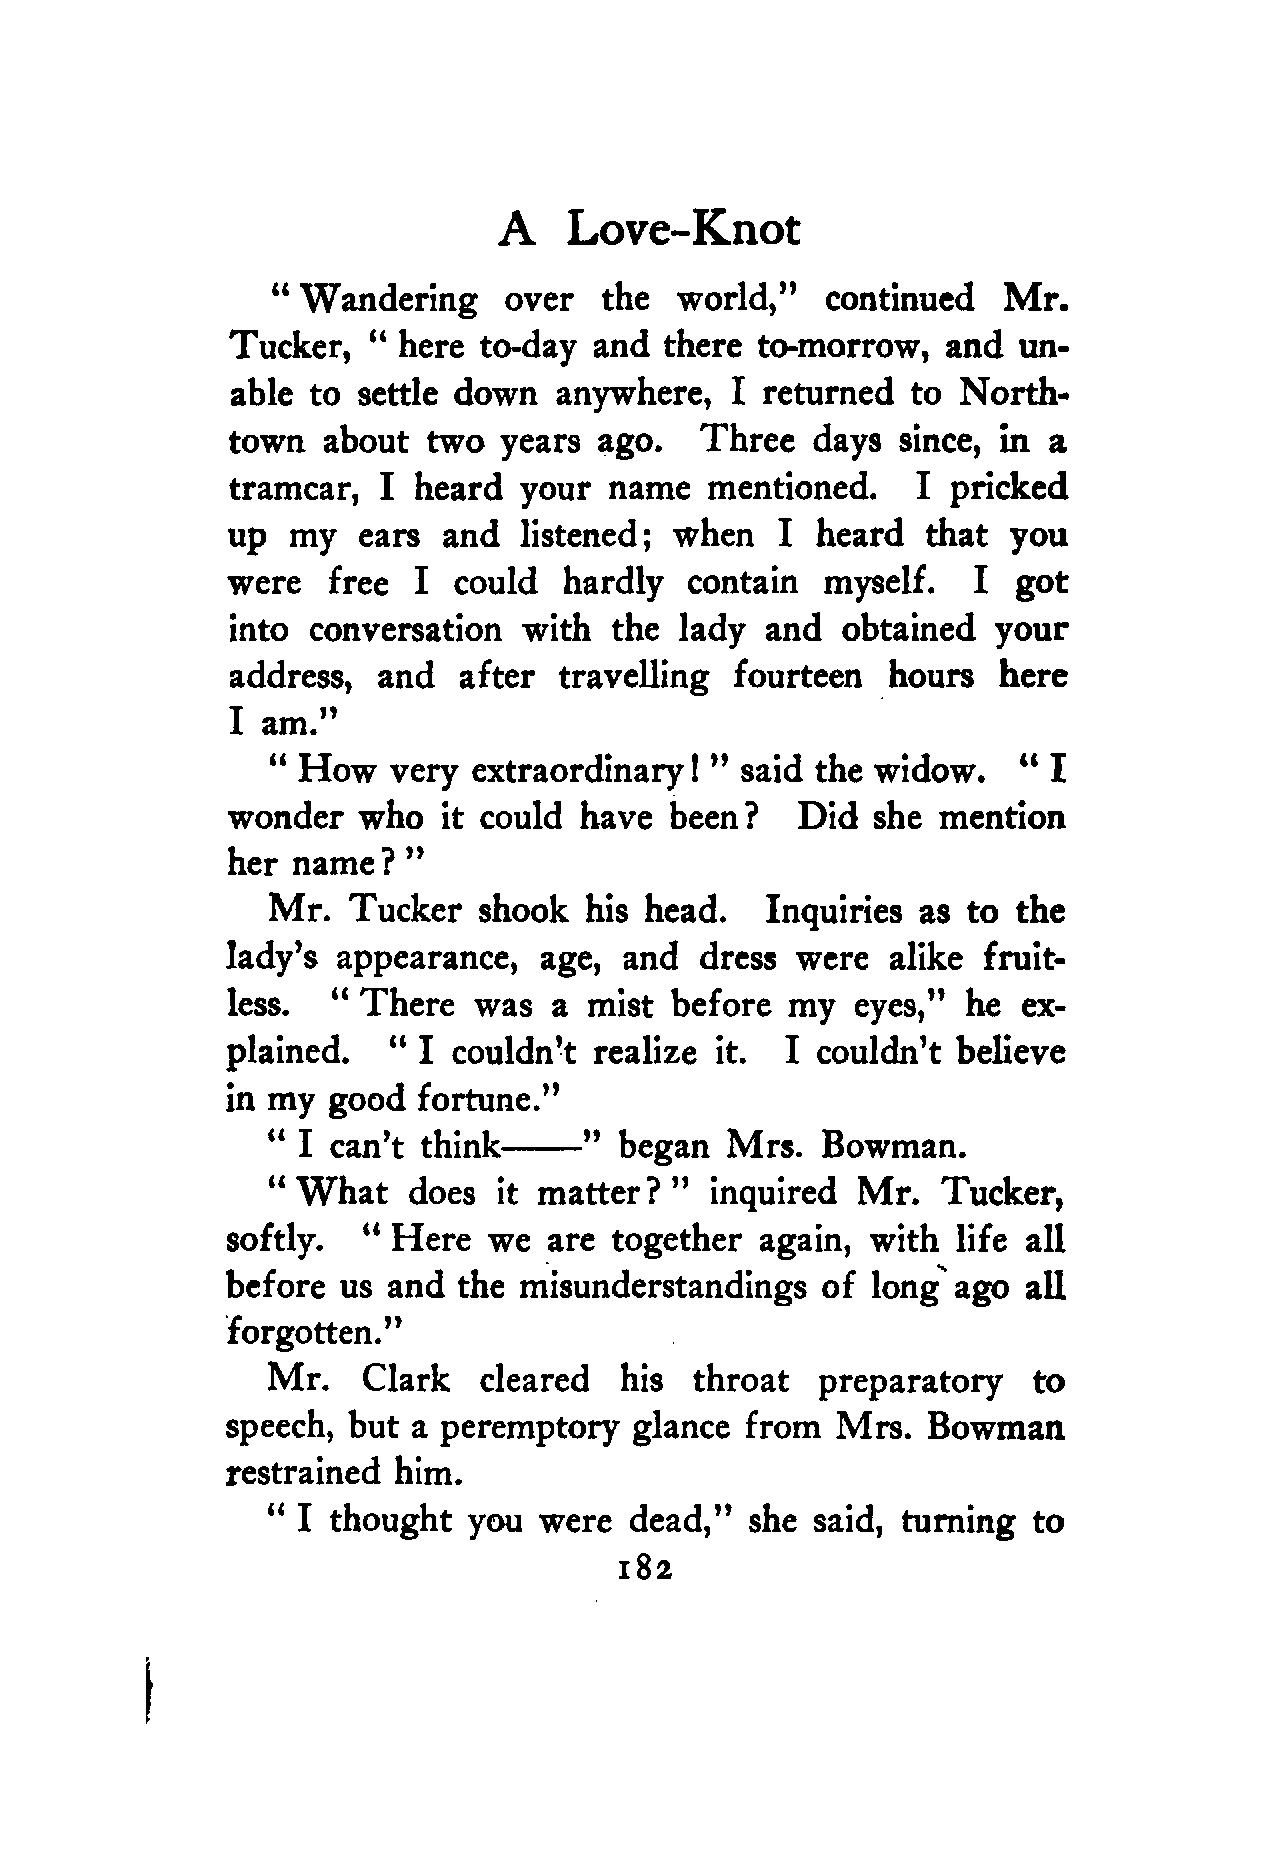 A Love-Knot
“ Wandering over the world,” continued Mr.
Tucker, “ here to-day and there to-morrow, and un-
able to settle down anywhere, I returned to North-
town about two years ago. Three days since, in a
tramcar, I heard your name mentioned. I pricked
up my ears and listened; when I heard that you
were free I could hardly contain myself. I got
into conversation with the lady and obtained your
address, and after travelling fourteen hours here
I am.”
“ How very extraordinary! ” said the widow. “ I
wonder who it could have been? Did she mention
her name? ”
Mr. Tucker shook his head. Inquiries as to the
lady’s appearance, age, and dress were alike fruit-
less. “ There was a mist before my eyes,” he ex-
plained. “ I couldn’t realize it. I couldn’t believe
in my good fortune.”
“ I can’t think——” began Mrs. Bowman.
“ What does it matter? ” inquired Mr. Tucker,
softly. “ Here we are together again, with life all
before us and the misunderstandings of long ago all
forgotten.”
Mr. Clark cleared his throat preparatory to
speech, but a peremptory glance from Mrs. Bowman
restrained him.
“ I thought you were dead,” she said, turning to
182